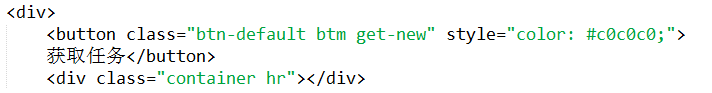 <div>
<button class="btn-default btm get-new" style="color: #c0c0c0;">
获取任务</button>
<div class="container hr"></div>